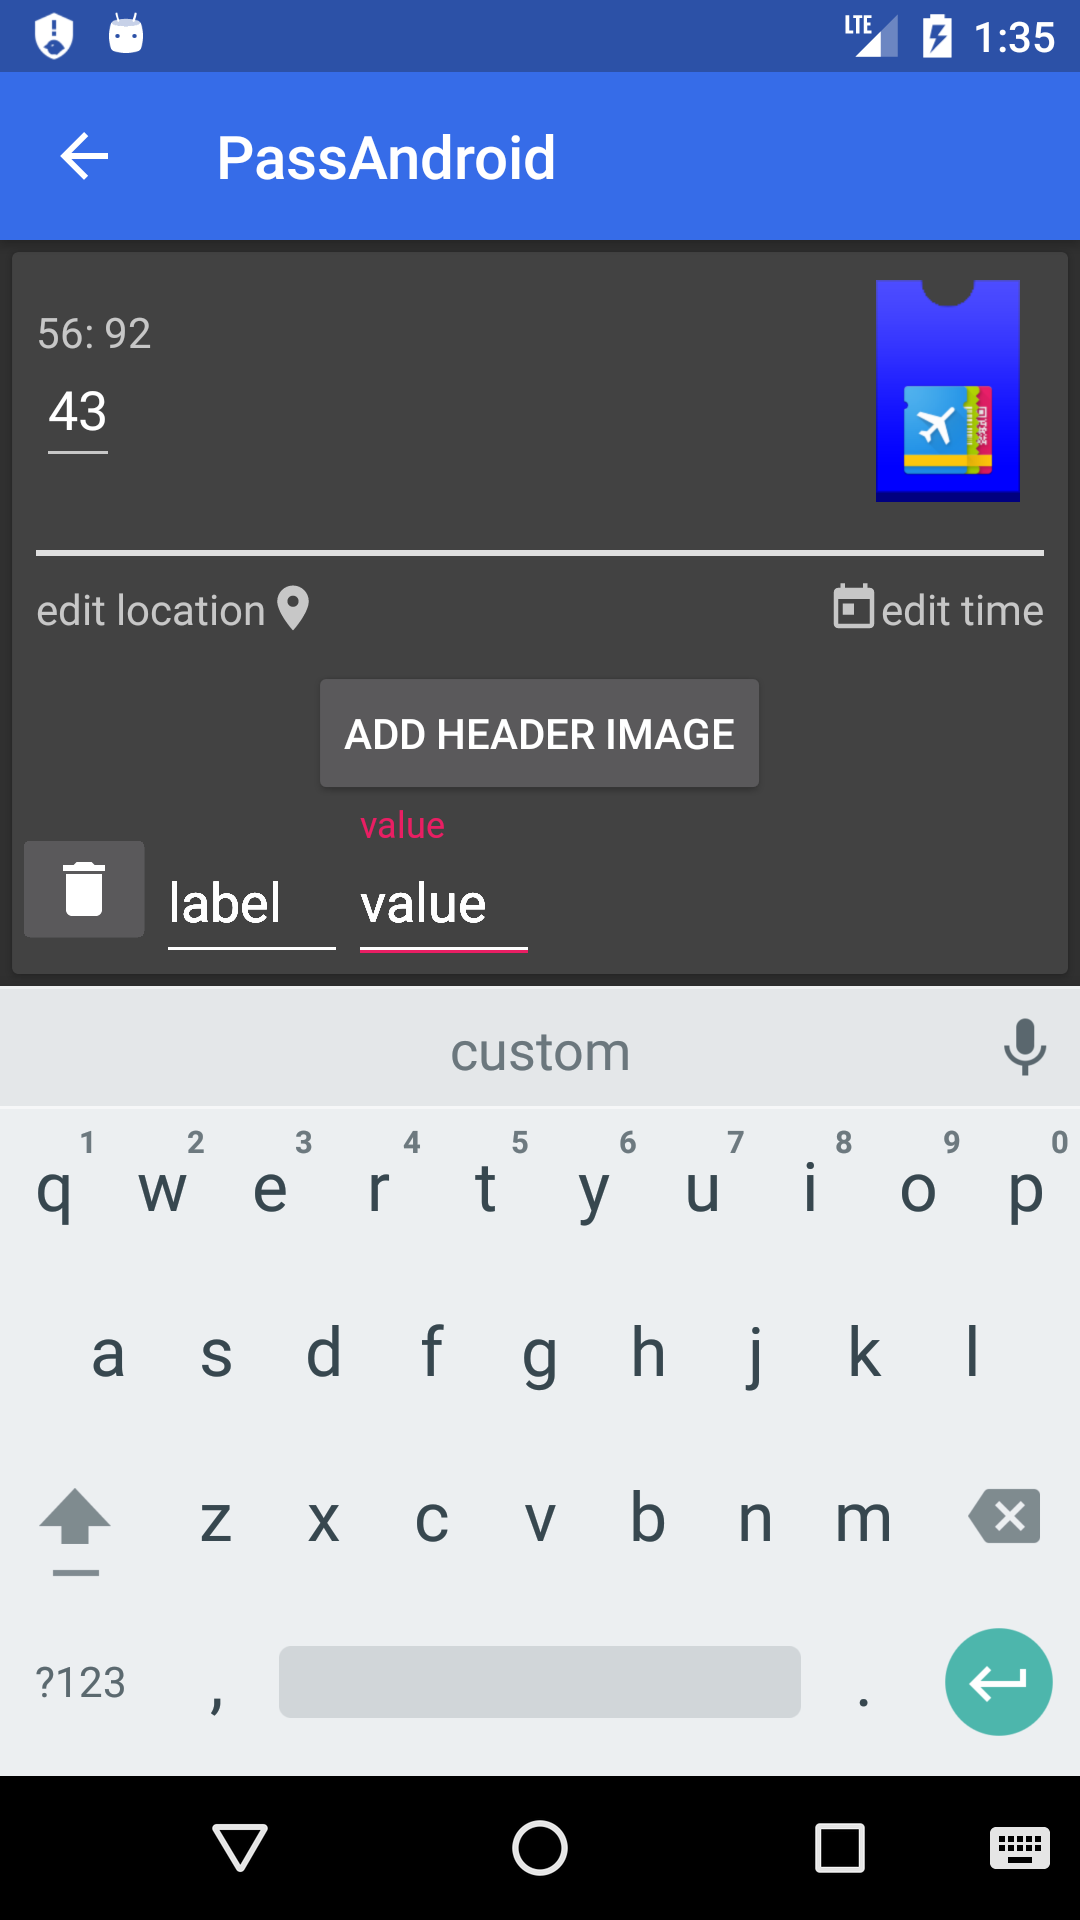 LTE 1:35
PassAndroid
56: 92
43
edit location edit time
ADD HEADER IMAGE
value
label value
custom
1 2 3 4 5 6 7 8 9 0
q w e r t y u i o p
a s d f g h j k l
z x c v b n m
?123 , .